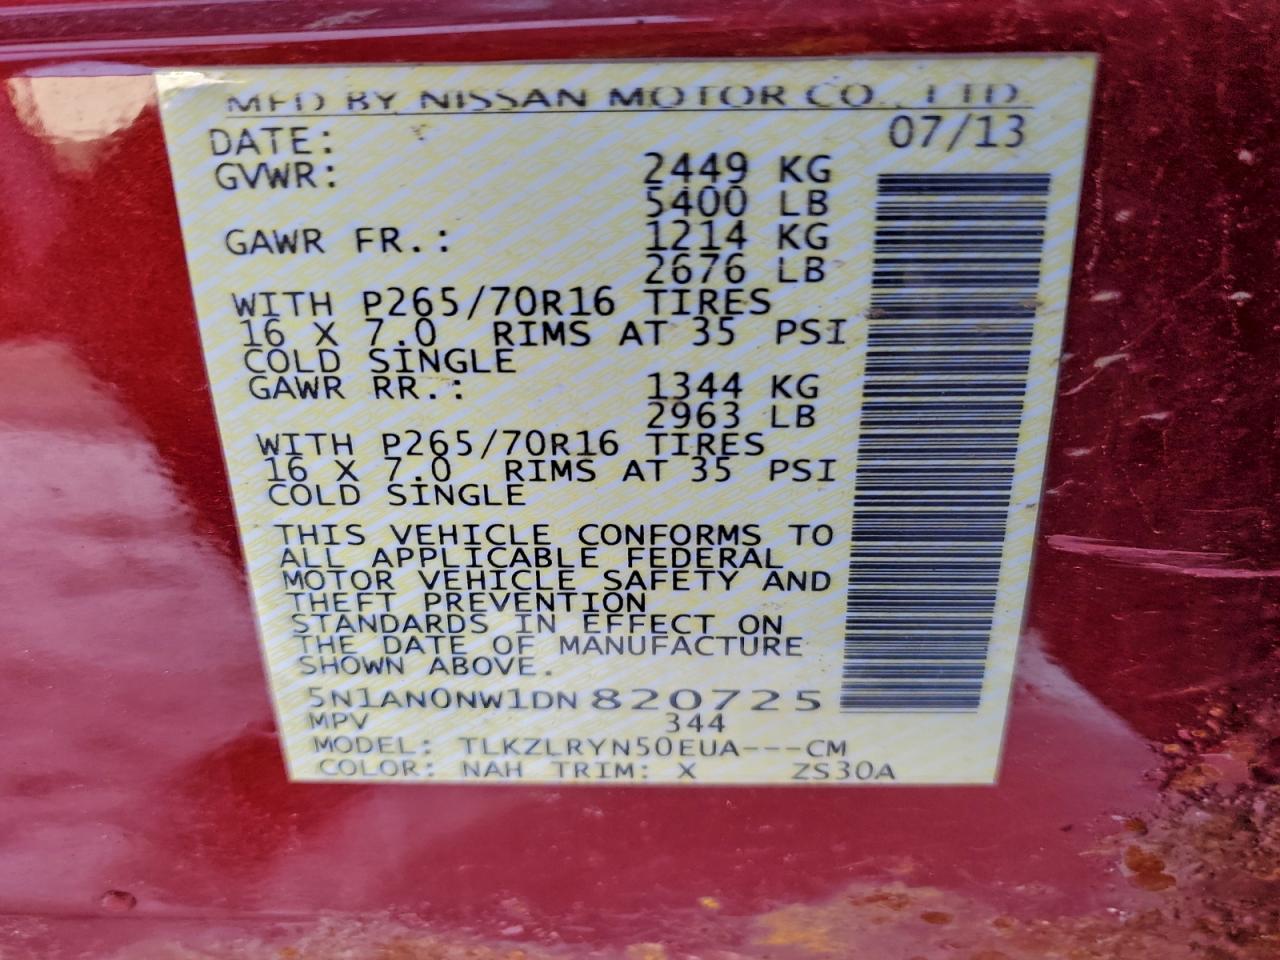 MFD BY NISSAN MOTOR CO., LTD.
DATE: 07/13
GVWR: 2449 KG
5400 LB
GAWR FR.: 1214 KG
2676 LB
WITH P265/70R16 TIRES
16 X 7.0 RIMS AT 35 PSI
COLD SINGLE
GAWR RR.: 1344 KG
2963 LB
WITH P265/70R16 TIRES
16 X 7.0 RIMS AT 35 PSI
COLD SINGLE
THIS VEHICLE CONFORMS TO
ALL APPLICABLE FEDERAL
MOTOR VEHICLE SAFETY AND
THEFT PREVENTION
STANDARDS IN EFFECT ON
THE DATE OF MANUFACTURE
SHOWN ABOVE.
5N1AN0NW1DN820725
MPV 344
MODEL: TLKZLRYN50EUA---CM
COLOR: NAH TRIM: X ZS30A